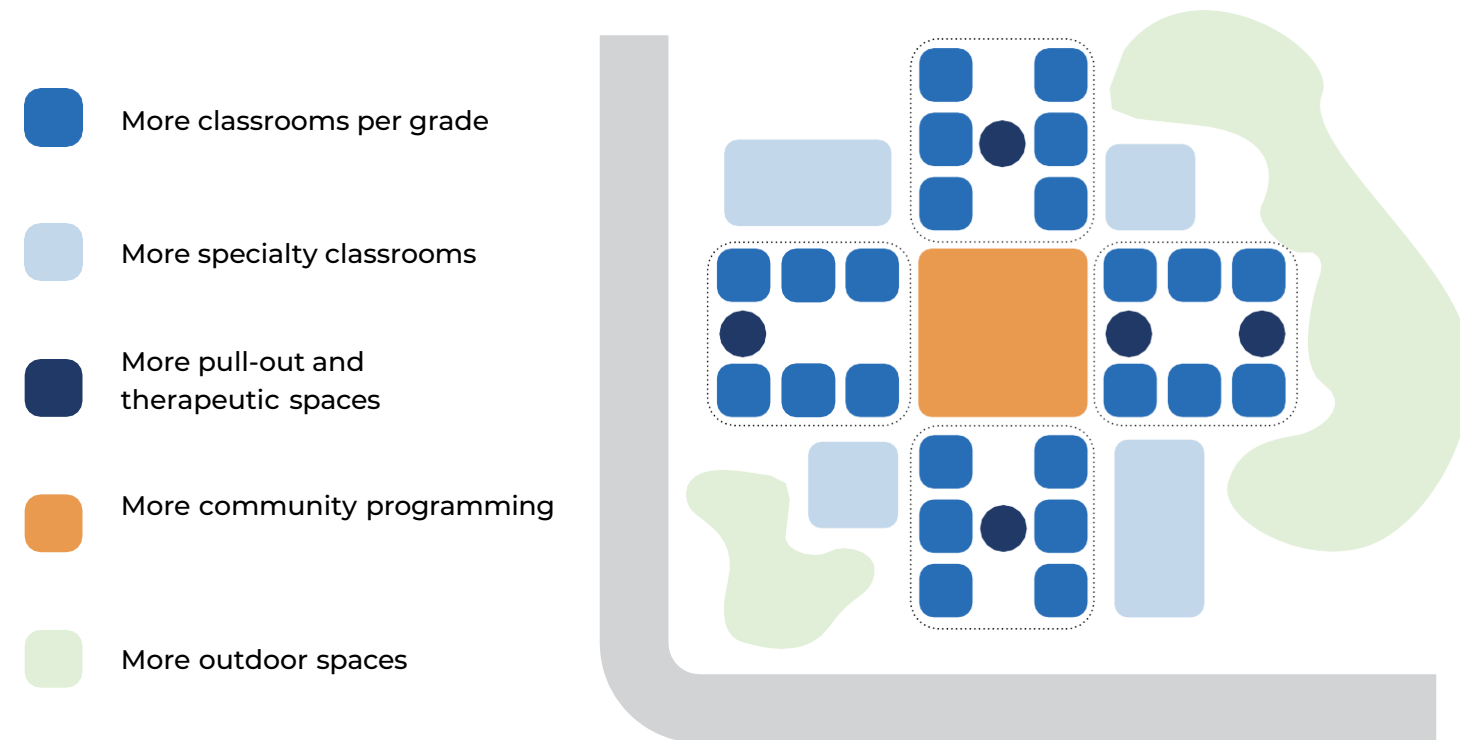 More classrooms per grade
More specialty classrooms
More pull-out and
therapeutic spaces
More community programming
More outdoor spaces